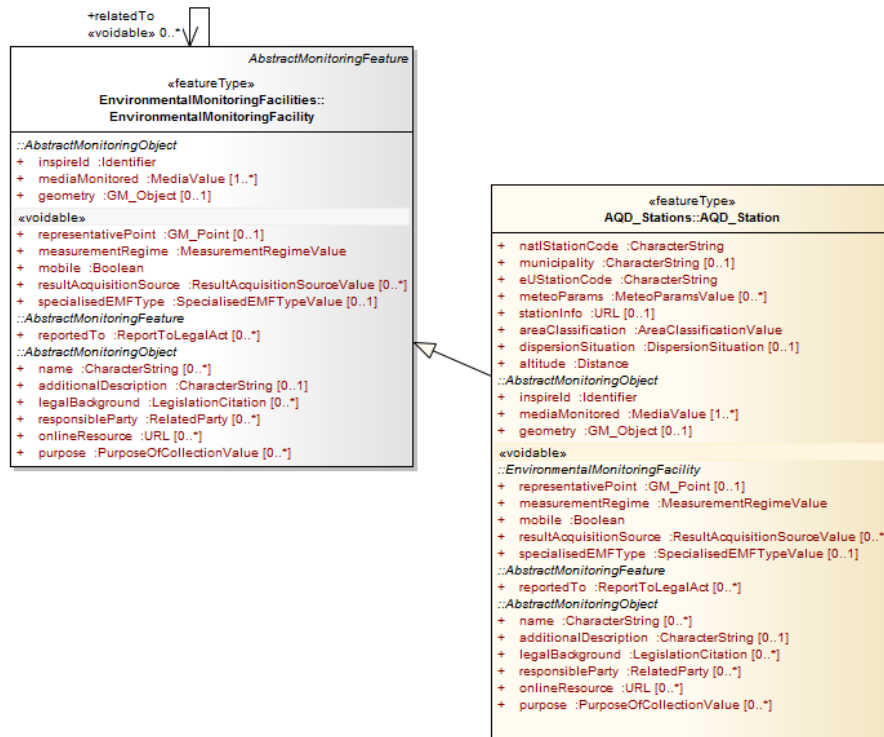 +relatedTo
«voidable» 0..*
AbstractMonitoringFeature
«featureType»
EnvironmentalMonitoringFacilities::
EnvironmentalMonitoringFacility
::AbstractMonitoringObject
+ inspireId :Identifier
+ mediaMonitored :MediaValue [1..*]
+ geometry :GM_Object [0..1]
«voidable»
+ representativePoint :GM_Point [0..1]
+ measurementRegime :MeasurementRegimeValue
+ mobile :Boolean
+ resultAcquisitionSource :ResultAcquisitionSourceValue [0..*]
+ specialisedEMFType :SpecialisedEMFTypeValue [0..1]
::AbstractMonitoringFeature
+ reportedTo :ReportToLegalAct [0..*]
::AbstractMonitoringObject
+ name :CharacterString [0..*]
+ additionalDescription :CharacterString [0..1]
+ legalBackground :LegislationCitation [0..*]
+ responsibleParty :RelatedParty [0..*]
+ onlineResource :URL [0..*]
+ purpose :PurposeOfCollectionValue [0..*]
«featureType»
AQD_Stations::AQD_Station
+ natlStationCode :CharacterString
+ municipality :CharacterString [0..1]
+ eUStationCode :CharacterString
+ meteoParams :MeteoParamsValue [0..*]
+ stationInfo :URL [0..1]
+ areaClassification :AreaClassificationValue
+ dispersionSituation :DispersionSituation [0..1]
+ altitude :Distance
::AbstractMonitoringObject
+ inspireId :Identifier
+ mediaMonitored :MediaValue [1..*]
+ geometry :GM_Object [0..1]
«voidable»
::EnvironmentalMonitoringFacility
+ representativePoint :GM_Point [0..1]
+ measurementRegime :MeasurementRegimeValue
+ mobile :Boolean
+ resultAcquisitionSource :ResultAcquisitionSourceValue [0..*
+ specialisedEMFType :SpecialisedEMFTypeValue [0..1]
::AbstractMonitoringFeature
+ reportedTo :ReportToLegalAct [0..*]
::AbstractMonitoringObject
+ name :CharacterString [0..*]
+ additionalDescription :CharacterString [0..1]
+ legalBackground :LegislationCitation [0..*]
+ responsibleParty :RelatedParty [0..*]
+ onlineResource :URL [0..*]
+ purpose :PurposeOfCollectionValue [0..*]